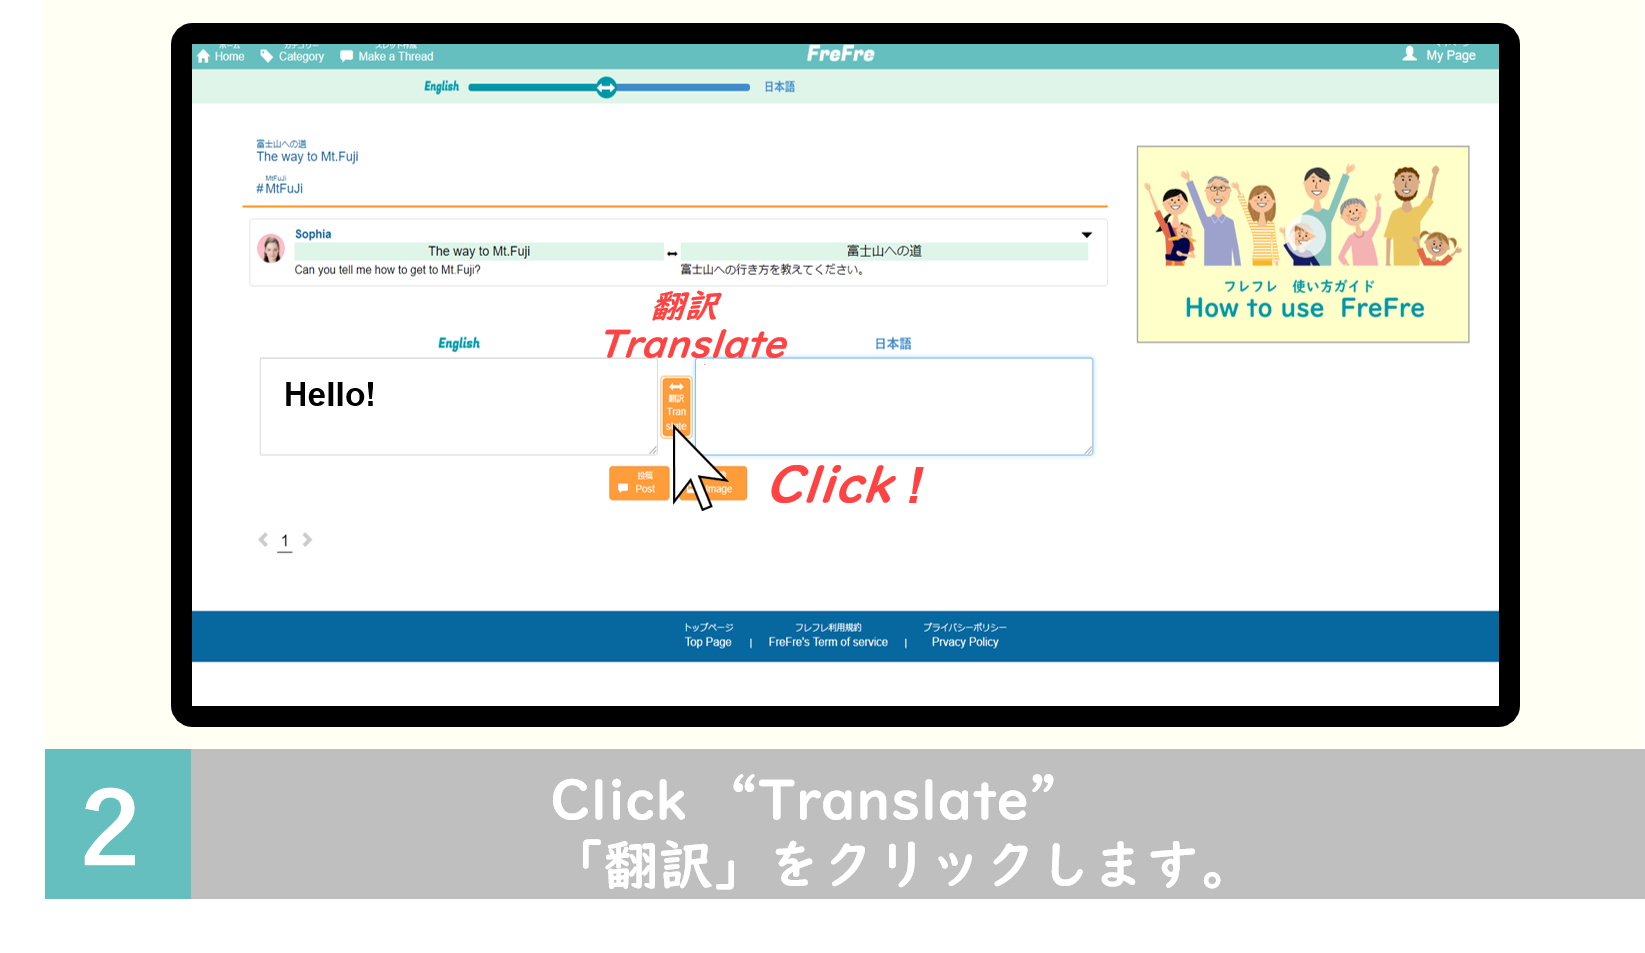 ホーム カテゴリー スレッド作成
Home Category Make a Thread FreFre My Page
English 日本語
富士山への道
The way to Mt.Fuji
MtFuJi
#MtFuJi
Sophia
The way to Mt.Fuji 富士山への道
Can you tell me how to get to Mt.Fuji? 富士山への行き方を教えてください。
フレフレ 使い方ガイド
How to use FreFre
翻訳
Translate
English 日本語
Hello!
翻訳
Tran
slate
Click !
投稿
Post Image
1
トップページ フレフレ利用規約 プライバシーポリシー
Top Page | FreFre's Term of service | Prvacy Policy
2
Click “Translate”
「翻訳」をクリックします。